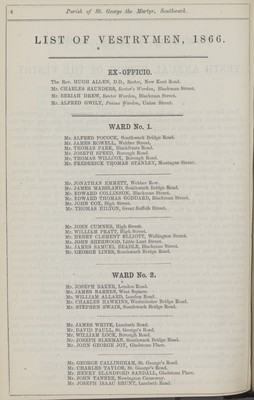 4
Parish of St. George the Martyr, Southwark.
LIST OF VESTRYMEN, 1866.
EX-OFFICIO.
The Rev. HUGH ALLEN, D.D., Rector, New Kent Road.
Mr. CHARLES SAUNDERS, Rector's Warden, Blackman Street.
Mr. BERIAH DREW, Senior Warden, Blackman Street.
Mr. ALFRED GWILT, Warden, Union Street.
WARD No. 1.
Mr. ALFRED POCOCK, Southwark Bridge Road.
Mr. JAMES ROWELL, Webber Street.
Mr. THOMAS PARK, Blackfriars Road.
Mr. JOSEPH SPEED, Borough Road.
Mr. THOMAS WILLCOX, Borough Road.
Mr. FREDERICK THOMAS STANLEY, Montague Street.
Mr. JONATHAN EMMETT, Webber Row.
Mr. JAMES MARSLAND, Southwark Bridge Road.
Mr. EDWARD COLLINSON, Blackman Street.
Mr. EDWARD THOMAS GODDARD, Blackman Street.
Mr. JOHN COX, High Street.
Mr. THOMAS HILTON, Great Suffolk Street.
Mr. JOHN CUMNER, High Street.
Mr. WILLIAM PRATT, High Street.
Mr. HENRY CLEMENT ELLIOTT, Wellington Street.
Mr. JOHN SHERWOOD, Little Lant Street.
Mr. JAMES SAMUEL BEADLE, Blackman Street.
Mr. GEORGE LINES, Southwark Bridge Road.
WARD No. 2.
Mr. JOSEPH BAXER, London Road.
Mr. JAMES BARNES, West Square.
Mr. WILLIAM ALLARD, London Road.
Mr. CHARLES HAWKINS, Westminster Bridge Road.
Mr. STEPHEN SWAIN, Southwark Bridge Road.
Mr. JAMES WHITE, Lambeth Road.
Mr. DAVID PAULL, St. George's Road.
Mr. WILLIAM LOCK, Borough Road.
Mr. JOSEPH SLEEMAN, Southwark Bridge Road.
Mr. JOHN GEORGE JOY, Gladstone Place.
Mr. GEORGE CALLINGHAM, St. George's Road.
Mr. CHARLES TAYLOR, St. George's Road.
Mr. HENRY BLANDFORD SANDALL, Gladstone Place.
Mr. JOHN TANNER, Newington Causeway.
Mr. JOSEPH ISAAC BRUNT, Lambeth Road.